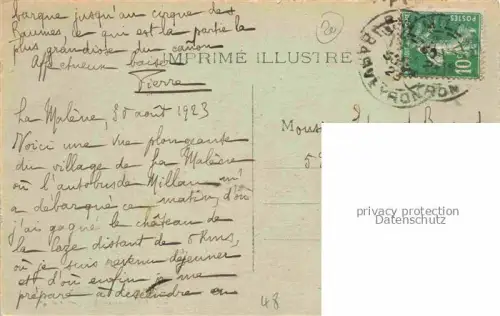 barque jusqu'au cirque des
Baumes, ce qui est la partie la
plus grandiose du cañon
Affectueux baisers
Pierre
IMPRIMÉ ILLUSTRÉ
La Malène, 30 août 1923
Voici une vue plongeante
du village de La Malène
où l'autobus de Millau m'
a débarqué ce matin, d'où
j'ai gagné le château de
la Caze distant de 5 Kms,
où je suis revenu déjeuner
et d'où enfin je me
prépare à descendre en
48
POSTES
10
AVEYRON
privacy protection
Datenschutz